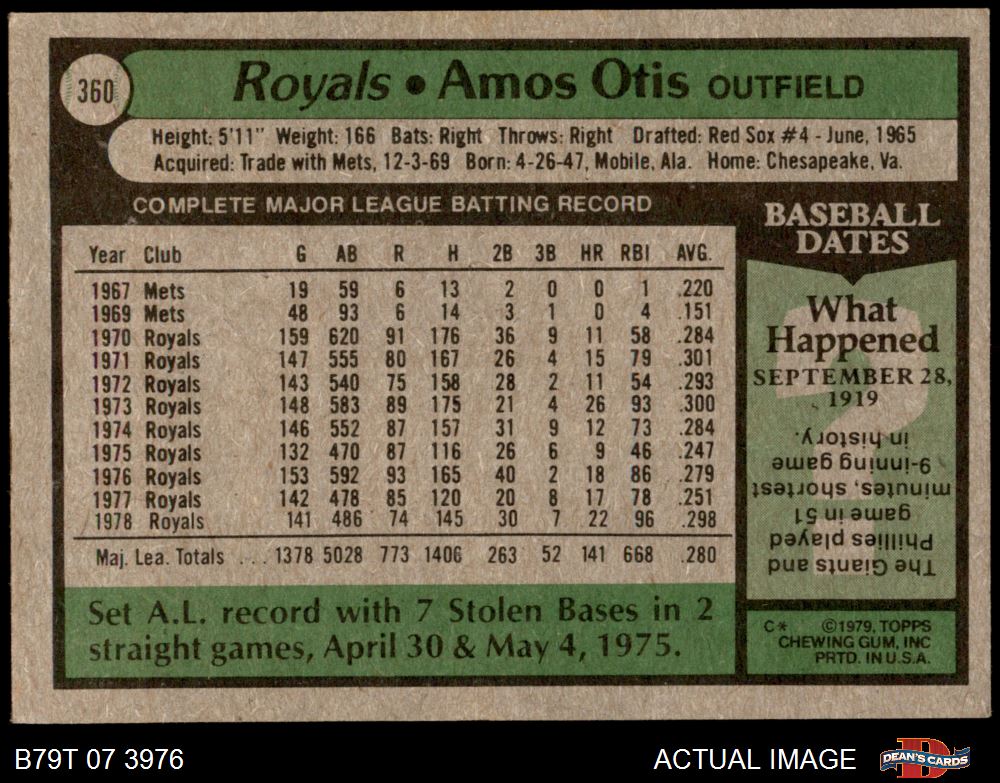 360
Royals • Amos Otis OUTFIELD
Height: 5'11" Weight: 166 Bats: Right Throws: Right Drafted: Red Sox #4 - June, 1965
Acquired: Trade with Mets, 12-3-69 Born: 4-26-47, Mobile, Ala. Home: Chesapeake, Va.
COMPLETE MAJOR LEAGUE BATTING RECORD
Year Club G AB R H 2B 3B HR RBI AVG.
1967 Mets 19 59 6 13 2 0 0 1 .220
1969 Mets 48 93 6 14 3 1 0 4 .151
1970 Royals 159 620 91 176 36 9 11 58 .284
1971 Royals 147 555 80 167 26 4 15 79 .301
1972 Royals 143 540 75 158 28 2 11 54 .293
1973 Royals 148 583 89 175 21 4 26 93 .300
1974 Royals 146 552 87 157 31 9 12 73 .284
1975 Royals 132 470 87 116 26 6 9 46 .247
1976 Royals 153 592 93 165 40 2 18 86 .279
1977 Royals 142 478 85 120 20 8 17 78 .251
1978 Royals 141 486 74 145 30 7 22 96 .298
Maj. Lea. Totals ... 1378 5028 773 1406 263 52 141 668 .280
Set A.L. record with 7 Stolen Bases in 2
straight games, April 30 & May 4, 1975.
BASEBALL
DATES
What
Happened
SEPTEMBER 28,
1919
The Giants and
Phillies played
game in 51
minutes, shortest
9-inning game
in history.
C* ©1979, TOPPS
CHEWING GUM, INC
PRTD. IN U.S.A.
B79T 07 3976
ACTUAL IMAGE
DEAN'S CARDS